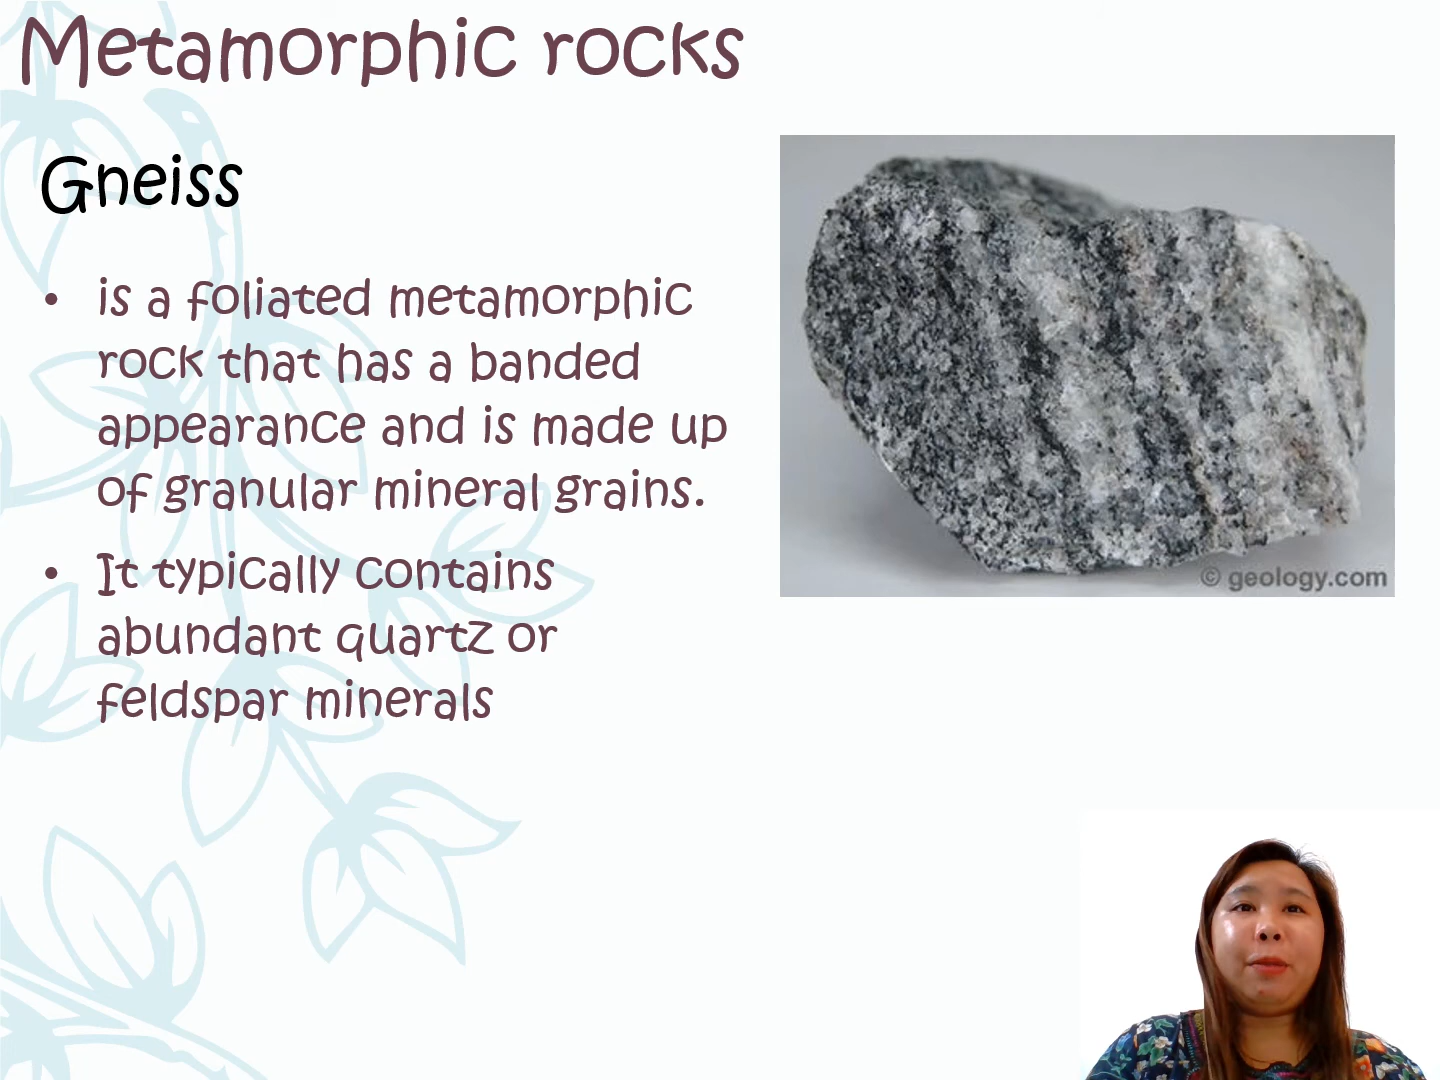 Metamorphic rocks
Gneiss
• is a foliated metamorphic
rock that has a banded
appearance and is made up
of granular mineral grains.
• It typically contains
abundant quartz or
feldspar minerals
© geology.com